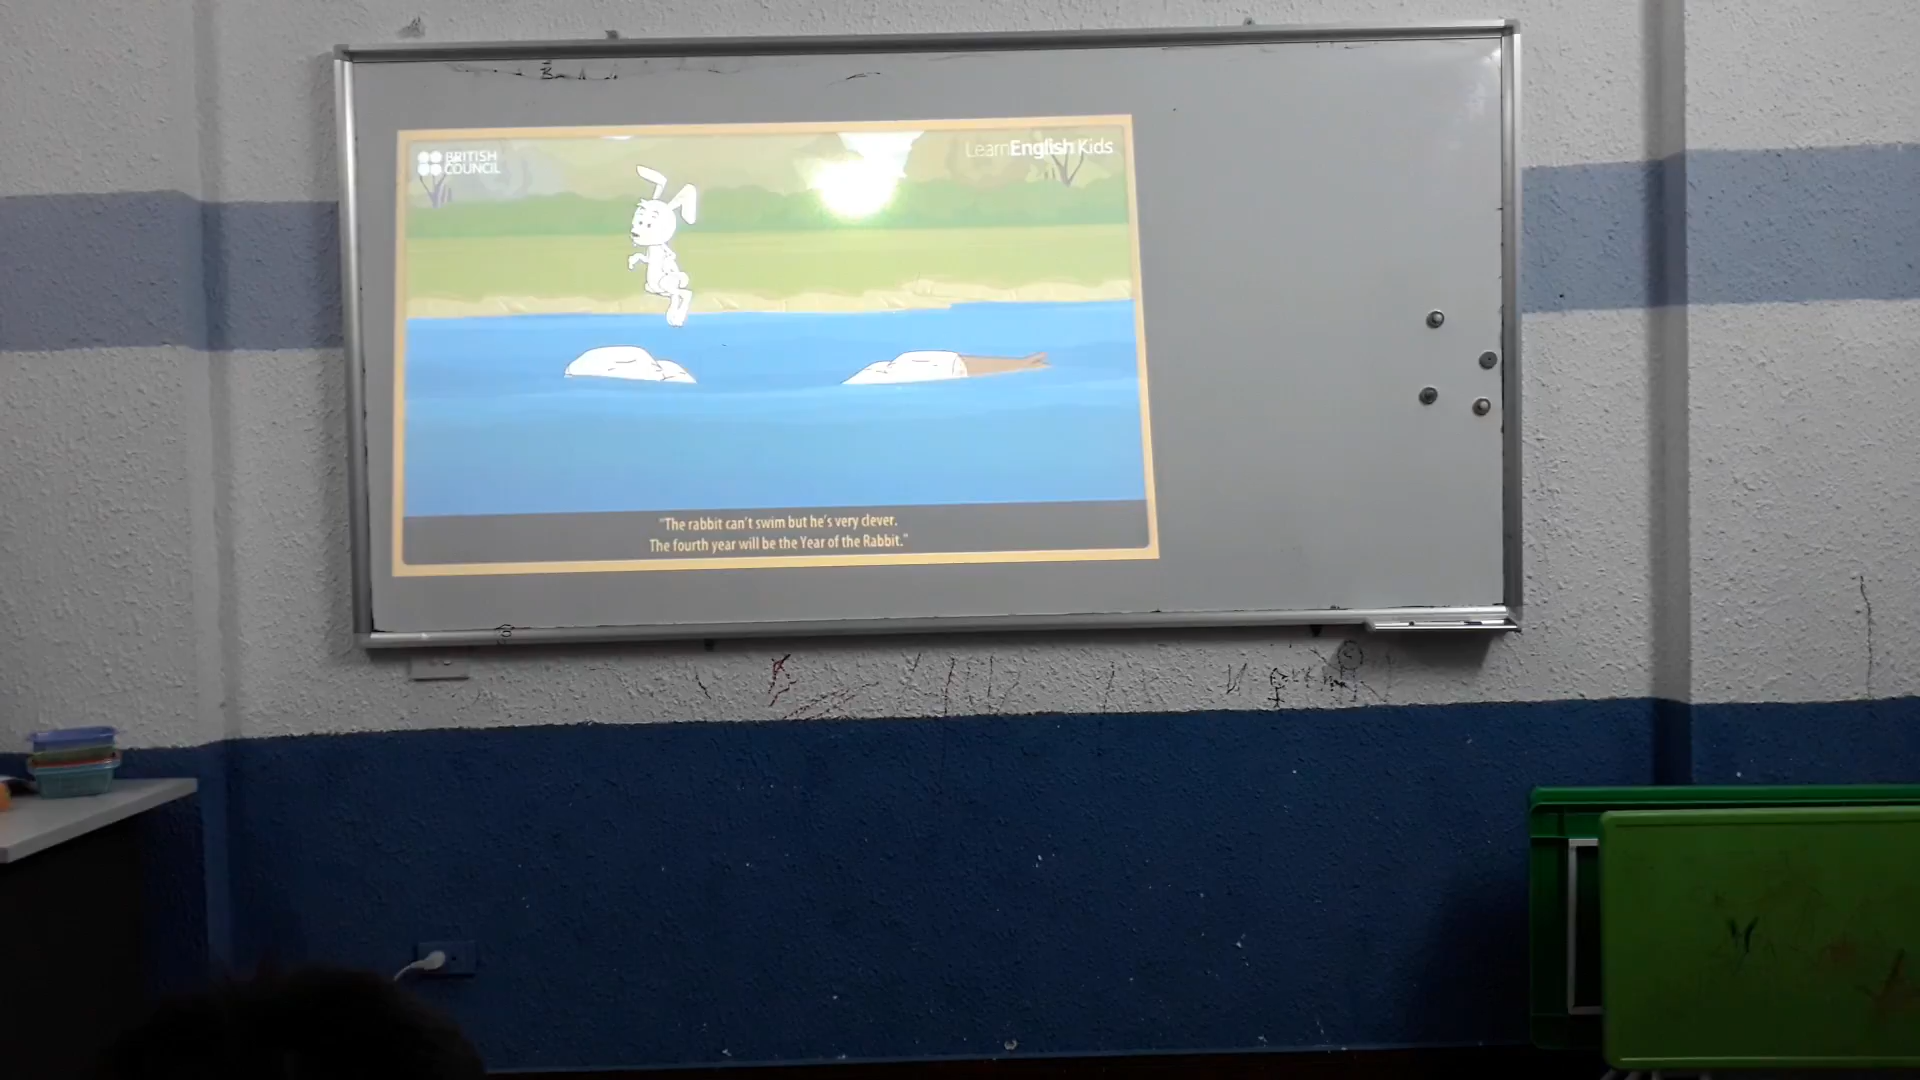 BRITISH
COUNCIL
LearnEnglish Kids
"The rabbit can't swim but he's very clever.
The fourth year will be the Year of the Rabbit."